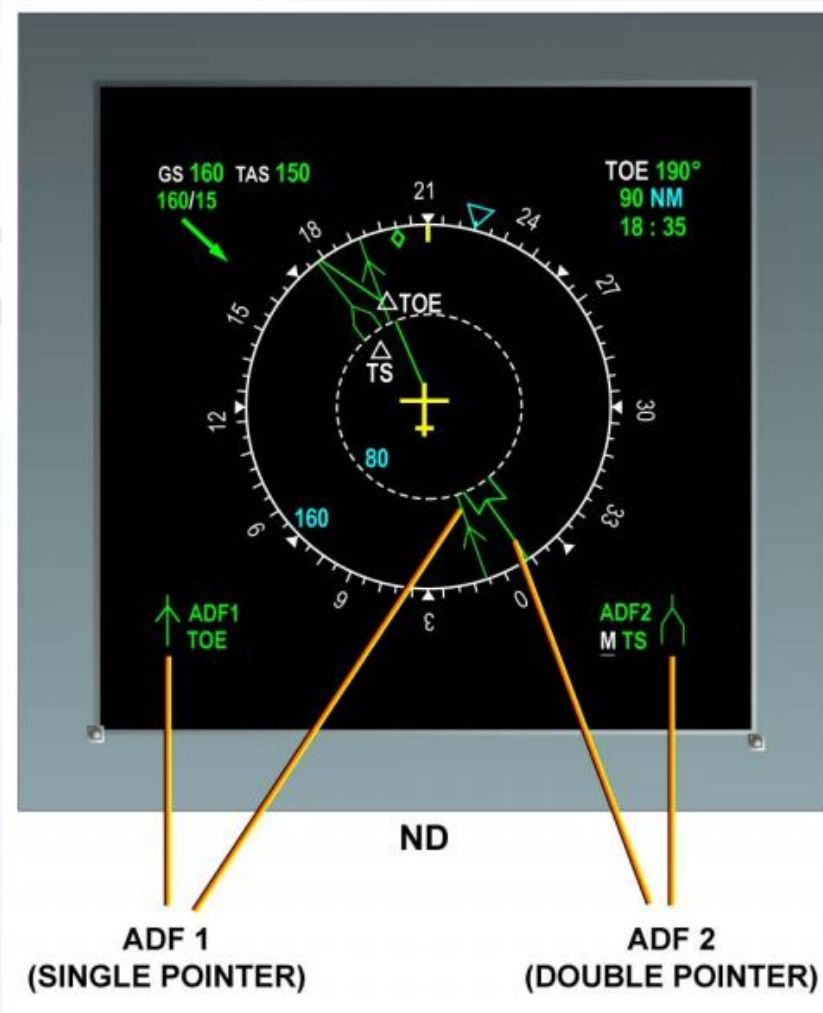 GS 160 TAS 150
160/15
TOE 190°
90 NM
18 : 35
21
24
27
30
33
0
3
6
9
12
15
18
TOE
TS
80
160
ADF1
TOE
ADF2
M TS
ND
ADF 1
(SINGLE POINTER)
ADF 2
(DOUBLE POINTER)